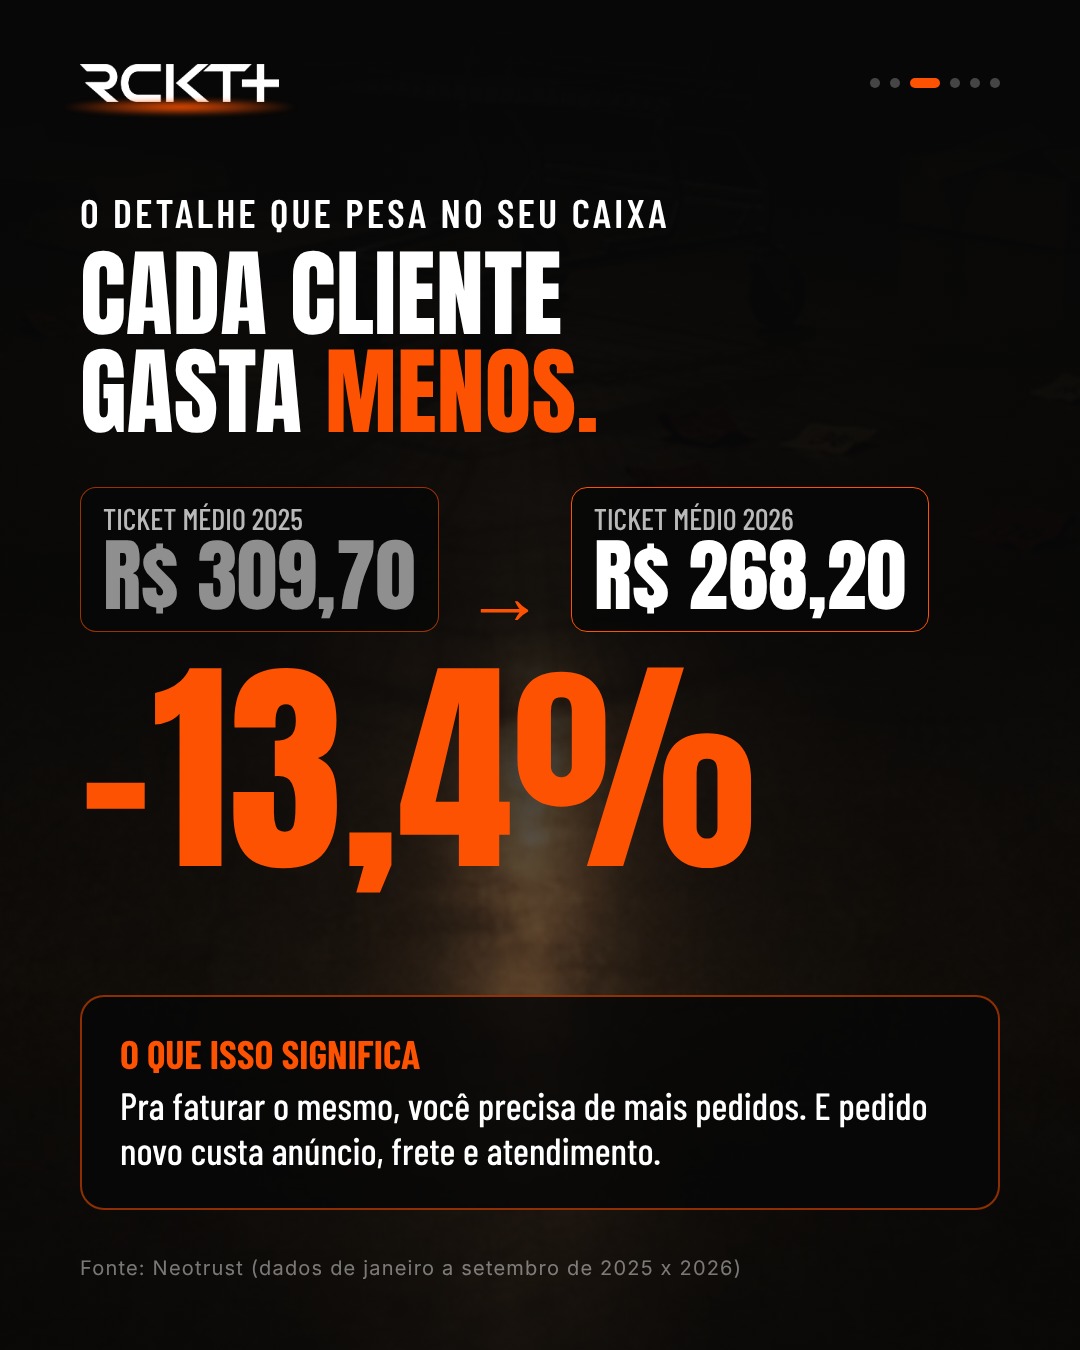 RCKT+
O DETALHE QUE PESA NO SEU CAIXA
CADA CLIENTE
GASTA MENOS.
TICKET MÉDIO 2025
R$ 309,70
→
TICKET MÉDIO 2026
R$ 268,20
-13,4%
O QUE ISSO SIGNIFICA
Pra faturar o mesmo, você precisa de mais pedidos. E pedido
novo custa anúncio, frete e atendimento.
Fonte: Neotrust (dados de janeiro a setembro de 2025 x 2026)